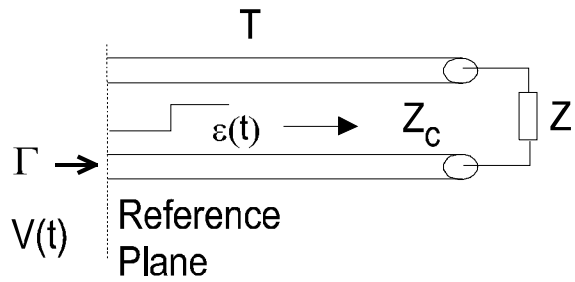 T
ε(t)
Z_C
Z
Γ
V(t)
Reference
Plane